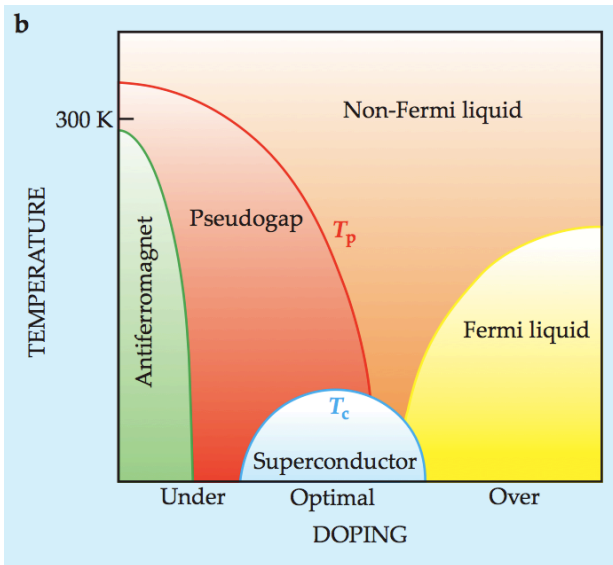 b
300 K
Non-Fermi liquid
Pseudogap
Tp
TEMPERATURE
Antiferromagnet
Fermi liquid
Tc
Superconductor
Under
Optimal
Over
DOPING